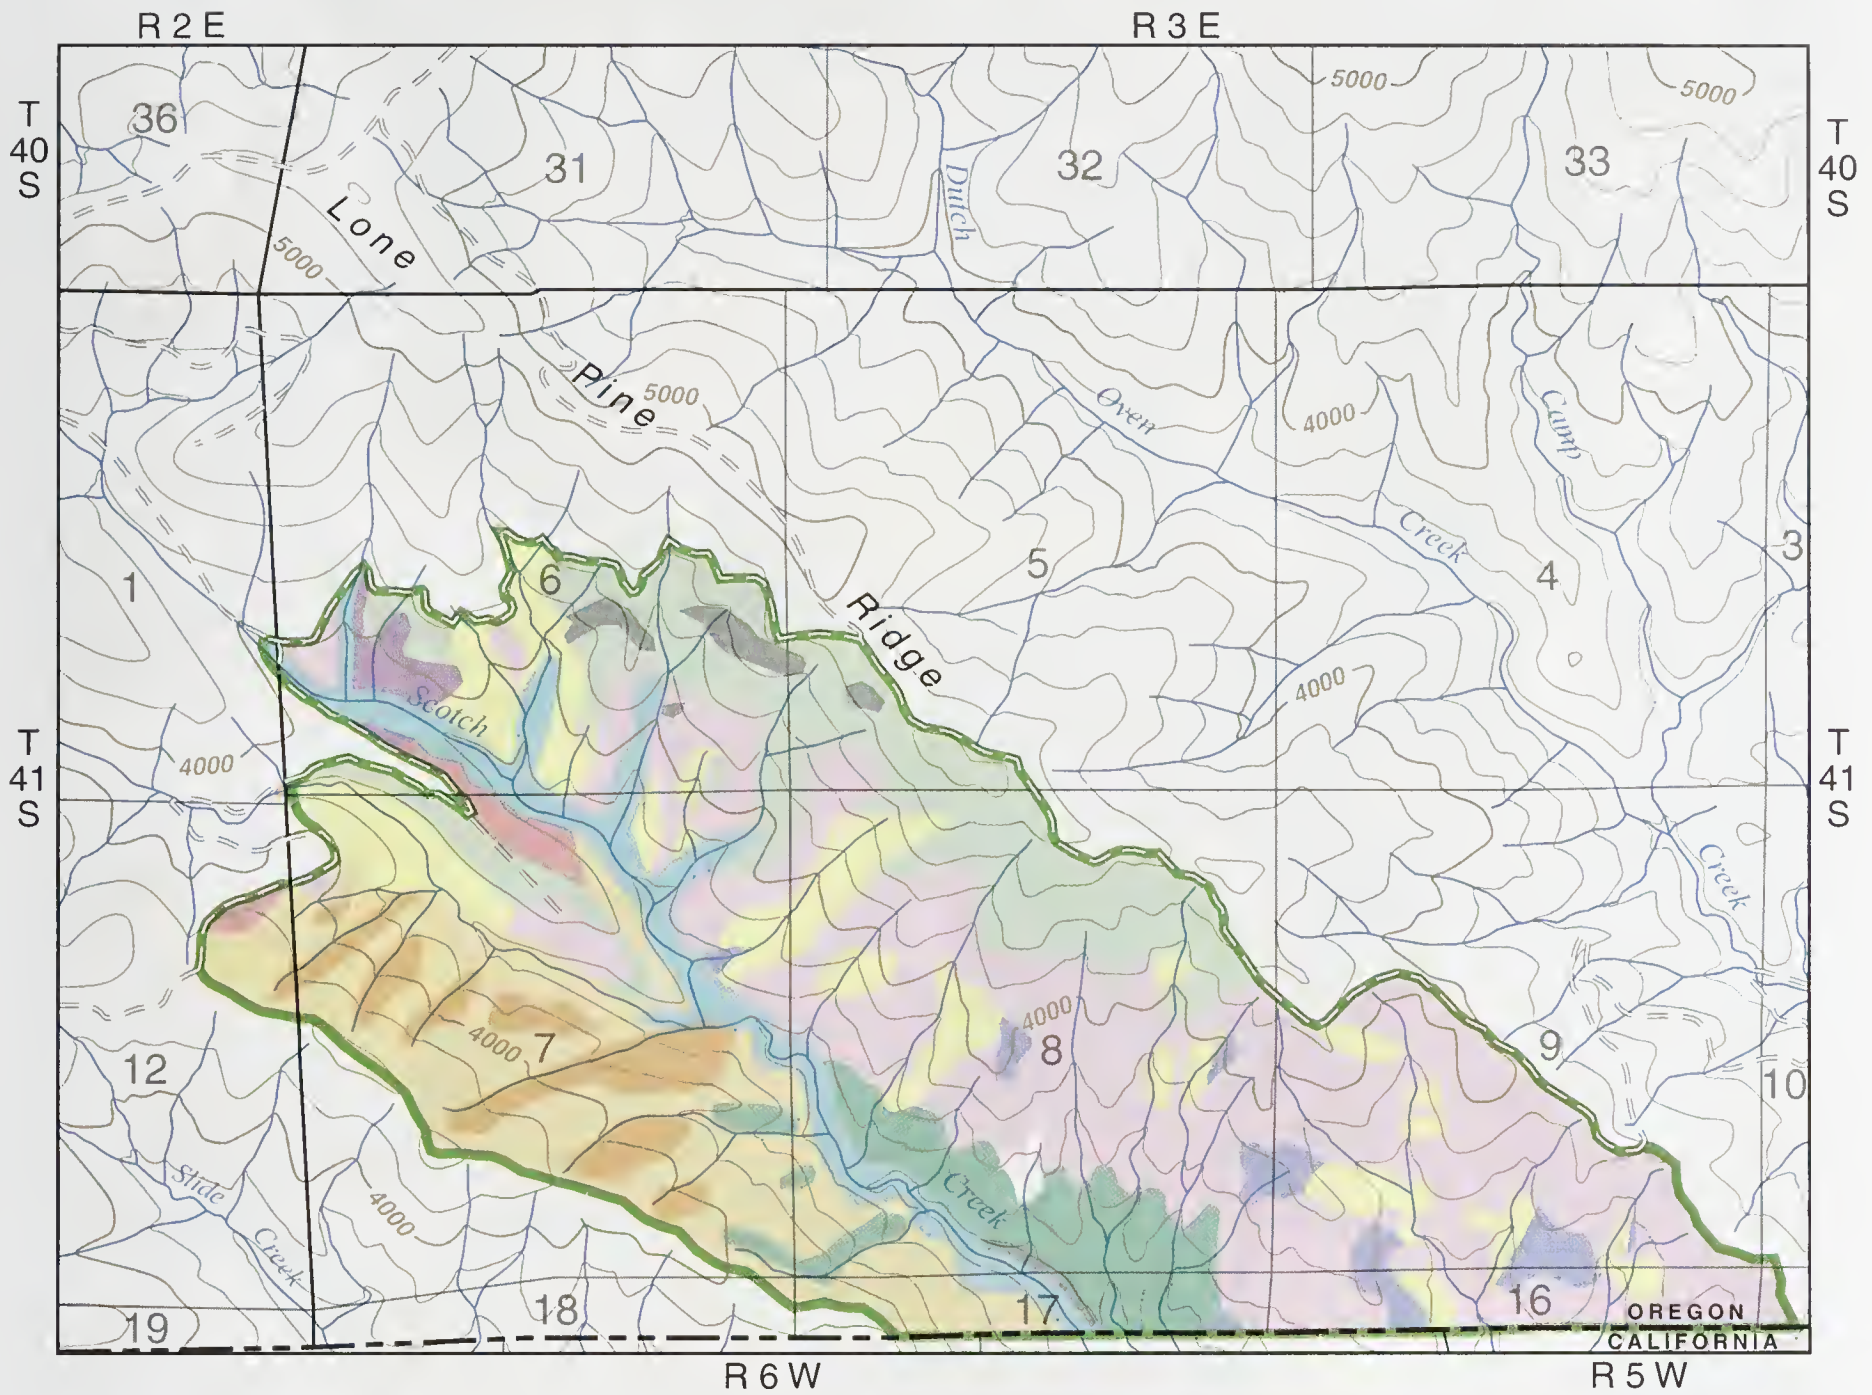 R 2 E
R 3 E
T
40
S
36
31
32
33
5000
5000
T
40
S
Dutch
Lone
5000
Pine
5000
Oven
4000
Camp
Creek
1
6
5
4
3
Ridge
Scotch
4000
4000
T
41
S
T
41
S
Creek
4000
7
4000
8
9
10
12
Slide
Creek
4000
Creek
19
18
17
16
OREGON
CALIFORNIA
R 6 W
R 5 W